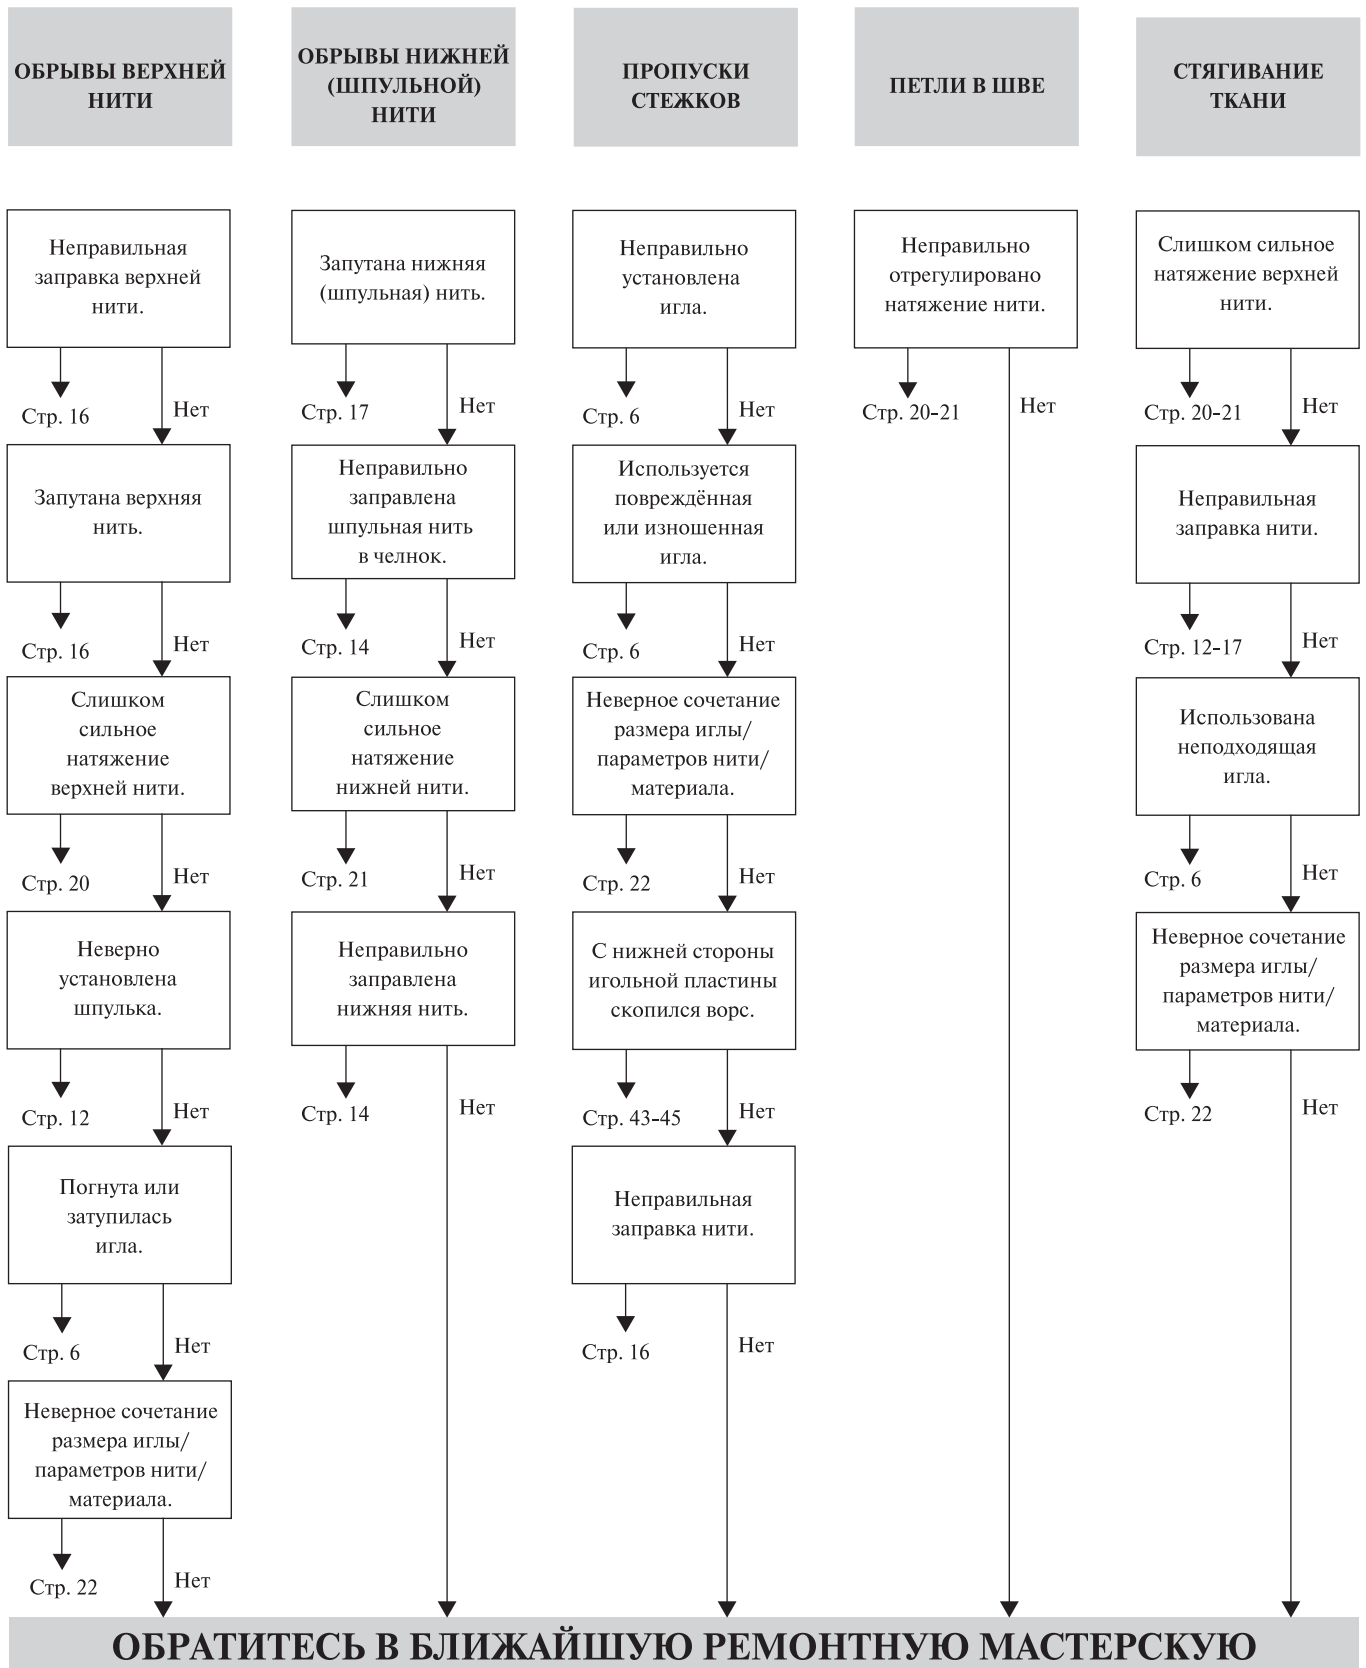 ОБРЫВЫ ВЕРХНЕЙ
НИТИ
ОБРЫВЫ НИЖНЕЙ
(ШПУЛЬНОЙ)
НИТИ
ПРОПУСКИ
СТЕЖКОВ
ПЕТЛИ В ШВЕ
СТЯГИВАНИЕ
ТКАНИ
Неправильная
заправка верхней
нити.
Стр. 16
Нет
Запутана верхняя
нить.
Стр. 16
Нет
Слишком
сильное
натяжение
верхней нити.
Стр. 20
Нет
Неверно
установлена
шпулька.
Стр. 12
Нет
Погнута или
затупилась
игла.
Стр. 6
Нет
Неверное сочетание
размера иглы/
параметров нити/
материала.
Стр. 22
Нет
Запутана нижняя
(шпульная) нить.
Стр. 17
Нет
Неправильно
заправлена
шпульная нить
в челнок.
Стр. 14
Нет
Слишком
сильное
натяжение
нижней нити.
Стр. 21
Нет
Неправильно
заправлена
нижняя нить.
Стр. 14
Нет
Неправильно
установлена
игла.
Стр. 6
Нет
Используется
повреждённая
или изношенная
игла.
Стр. 6
Нет
Неверное сочетание
размера иглы/
параметров нити/
материала.
Стр. 22
Нет
С нижней стороны
игольной пластины
скопился ворс.
Стр. 43-45
Нет
Неправильная
заправка нити.
Стр. 16
Нет
Неправильно
отрегулировано
натяжение нити.
Стр. 20-21
Нет
Слишком сильное
натяжение верхней
нити.
Стр. 20-21
Нет
Неправильная
заправка нити.
Стр. 12-17
Нет
Использована
неподходящая
игла.
Стр. 6
Нет
Неверное сочетание
размера иглы/
параметров нити/
материала.
Стр. 22
Нет
ОБРАТИТЕСЬ В БЛИЖАЙШУЮ РЕМОНТНУЮ МАСТЕРСКУЮ